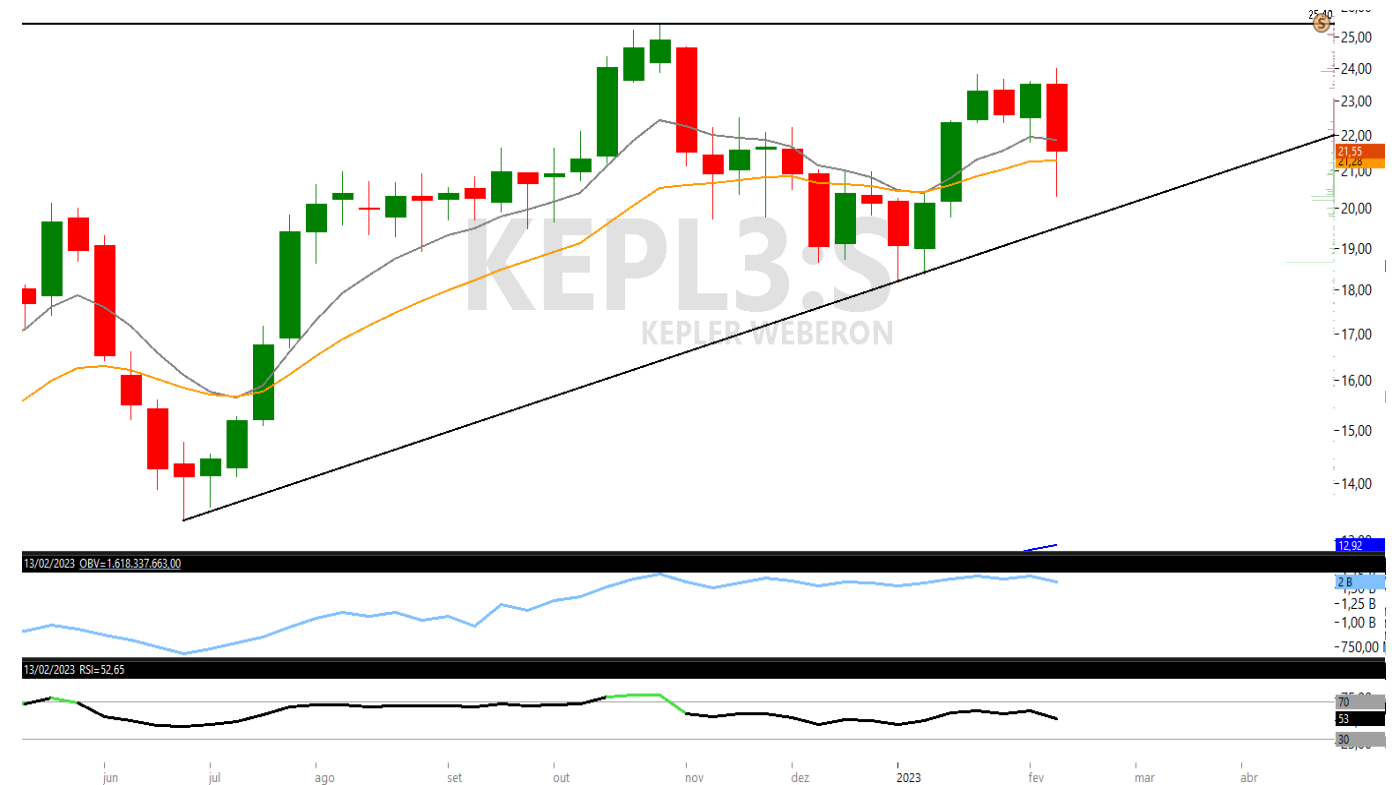 25,40
S
25,00
24,00
23,00
22,00
21,55
21,28
21,00
20,00
19,00
18,00
17,00
16,00
15,00
14,00
12,92
KEPL3:S
KEPLER WEBERON
13/02/2023 OBV=1.618.337.663,00
2 B
1,25 B
1,00 B
750,00
13/02/2023 RSI=52,65
70
53
30
jun jul ago set out nov dez 2023 fev mar abr